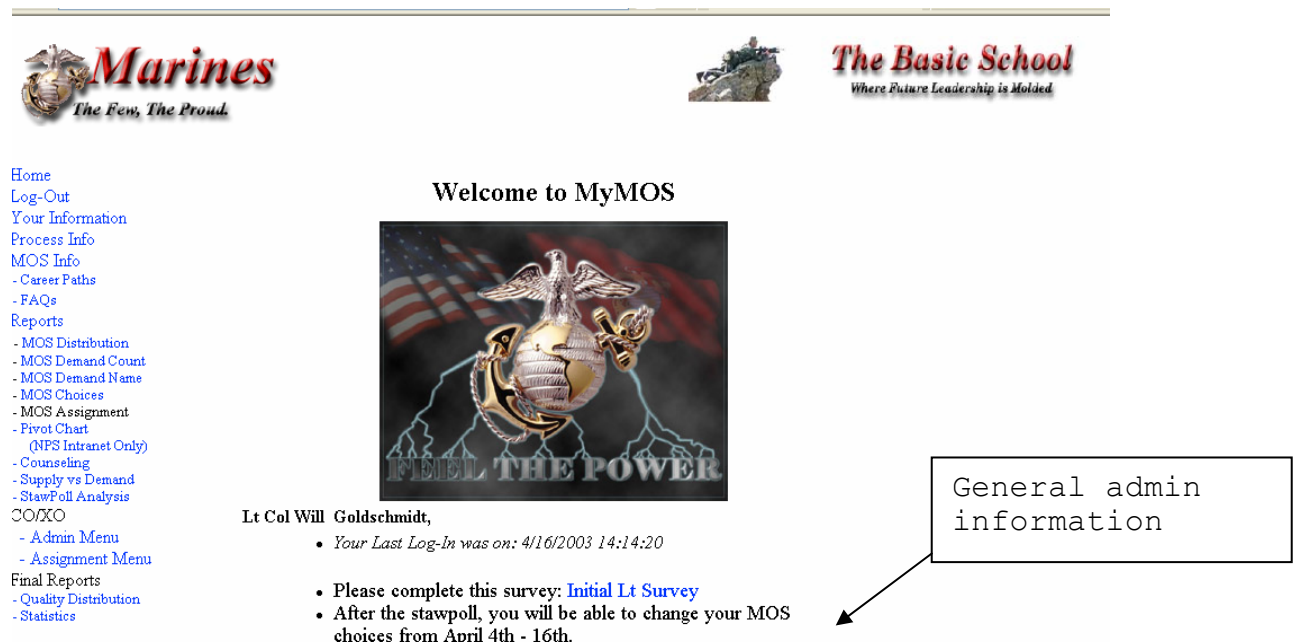 Marines
The Few, The Proud.
The Basic School
Where Future Leadership is Molded
Home
Log-Out
Your Information
Process Info
MOS Info
- Career Paths
- FAQs
Reports
- MOS Distribution
- MOS Demand Count
- MOS Demand Name
- MOS Choices
- MOS Assignment
- Pivot Chart
(NPS Intranet Only)
- Counseling
- Supply vs Demand
- StawPoll Analysis
CO/XO
- Admin Menu
- Assignment Menu
Final Reports
- Quality Distribution
- Statistics
Welcome to MyMOS
FEEL THE POWER
Lt Col Will Goldschmidt,
• Your Last Log-In was on: 4/16/2003 14:14:20
• Please complete this survey: Initial Lt Survey
• After the stawpoll, you will be able to change your MOS
choices from April 4th - 16th.
General admin
information